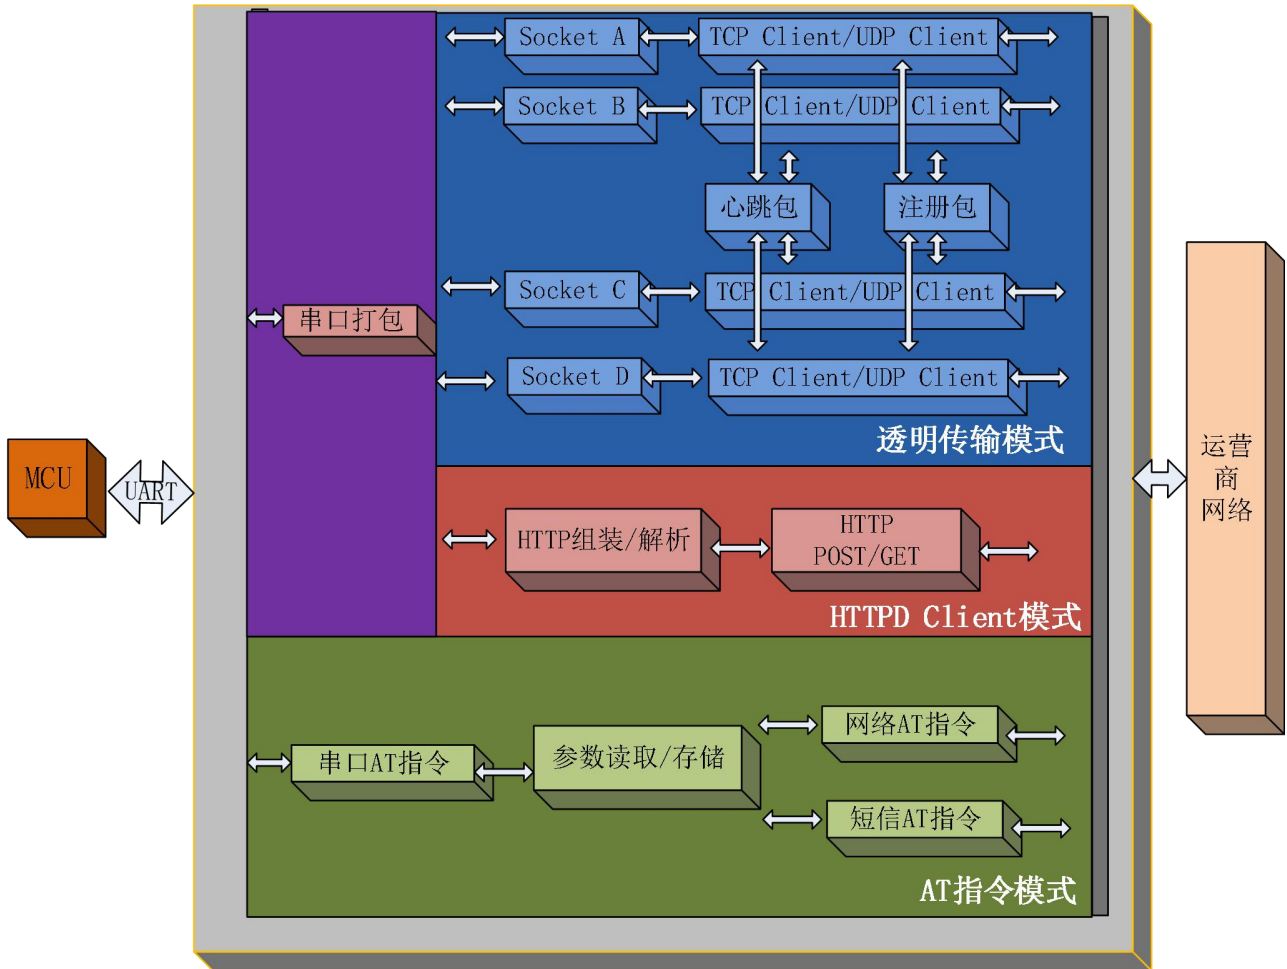 Socket A
TCP Client/UDP Client
Socket B
TCP Client/UDP Client
心跳包
注册包
Socket C
TCP Client/UDP Client
串口打包
Socket D
TCP Client/UDP Client
透明传输模式
MCU
UART
运营
商
网络
HTTP组装/解析
HTTP
POST/GET
HTTPD Client模式
网络AT指令
串口AT指令
参数读取/存储
短信AT指令
AT指令模式